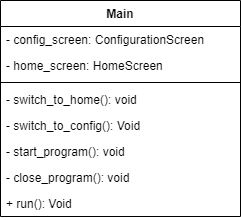 Main
- config_screen: ConfigurationScreen
- home_screen: HomeScreen
- switch_to_home(): void
- switch_to_config(): Void
- start_program(): void
- close_program(): void
+ run(): Void